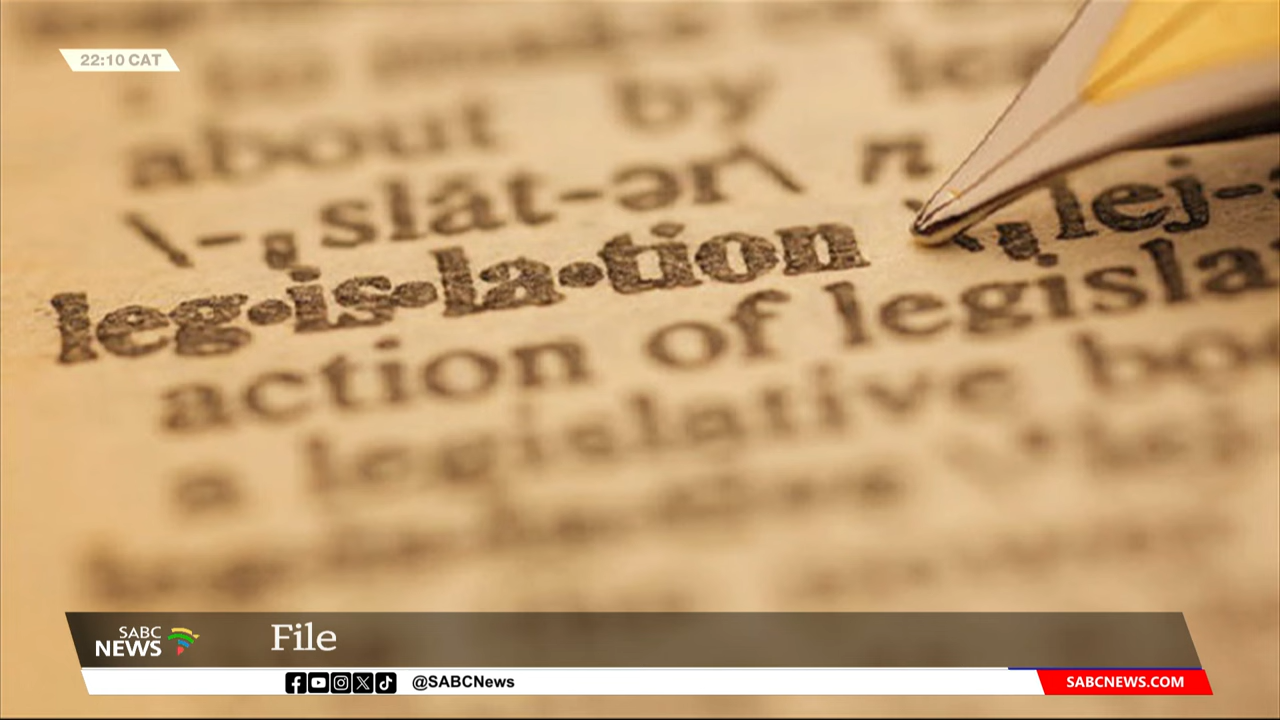 22:10 CAT
about by
\-ˌslāt-ər\ n
leg·is·la·tion \ˌlej-
action of legisla
a legislative bo
SABC
NEWS
File
@SABCNews
SABCNEWS.COM